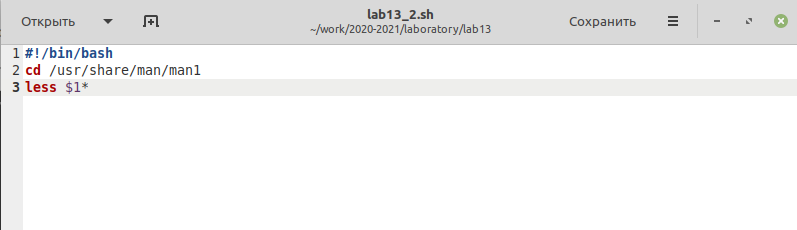 Открыть
lab13_2.sh
~/work/2020-2021/laboratory/lab13
Сохранить
1 #!/bin/bash
2 cd /usr/share/man/man1
3 less $1*